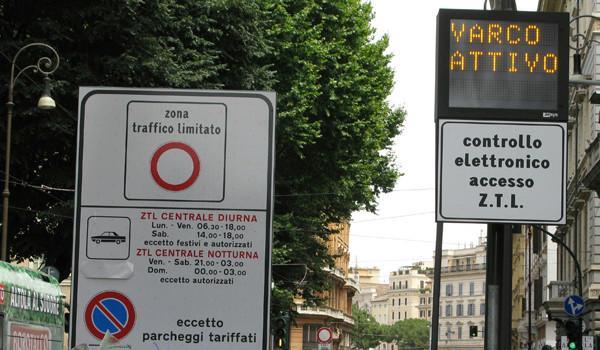 zona
traffico limitato
ZTL CENTRALE DIURNA
Lun. - Ven. 06.30-18,00
Sab. 14.00-18,00
eccetto festivi e autorizzati
ZTL CENTRALE NOTTURNA
Ven. - Sab. 21.00-03.00
Dom. 00.00-03.00
eccetto autorizzati
eccetto
parcheggi tariffati
VARCO
ATTIVO
controllo
elettronico
accesso
Z.T.L.